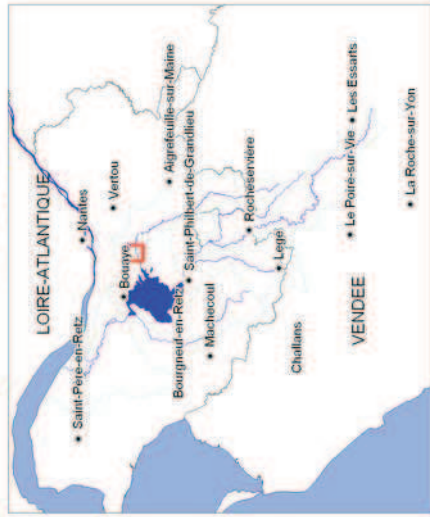 LOIRE-ATLANTIQUE
Saint-Père-en-Retz
Nantes
Vertou
Bouaye
Aigrefeuille-sur-Maine
Bourgneuf-en-Retz
Saint-Philbert-de-Grandlieu
Machecoul
Rocheservière
Legé
Challans
VENDEE
Le Poire-sur-Vie
Les Essarts
La Roche-sur-Yon